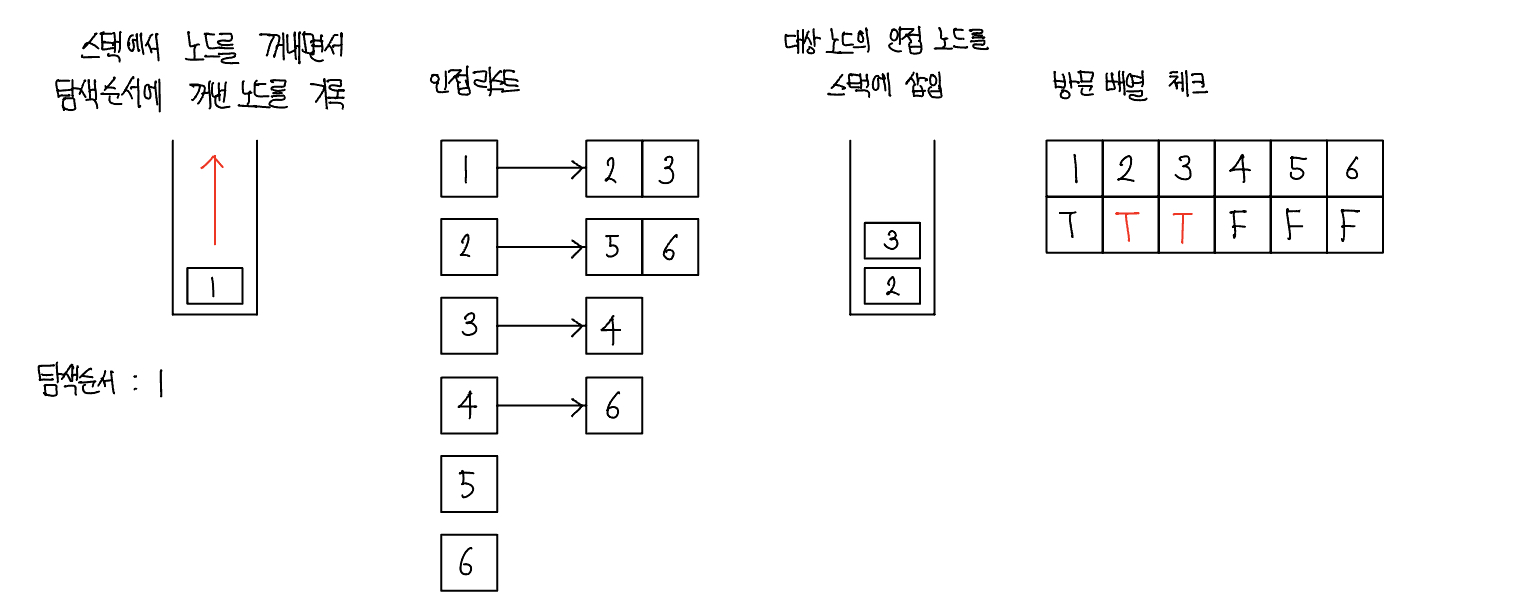 스택에서 노드를 꺼내면서
탐색순서에 꺼낸 노드를 기록
1
탐색순서 : 1
인접리스트
1 2 3
2 5 6
3 4
4 6
5
6
대상 노드의 인접 노드를
스택에 삽입
3
2
방문 배열 체크
1 2 3 4 5 6
T T T F F F